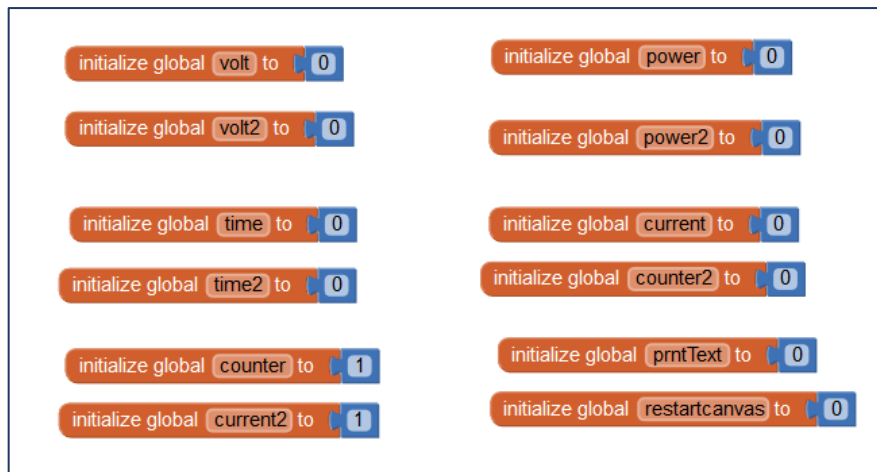 initialize global volt to 0
initialize global volt2 to 0
initialize global time to 0
initialize global time2 to 0
initialize global counter to 1
initialize global current2 to 1
initialize global power to 0
initialize global power2 to 0
initialize global current to 0
initialize global counter2 to 0
initialize global prntText to 0
initialize global restartcanvas to 0